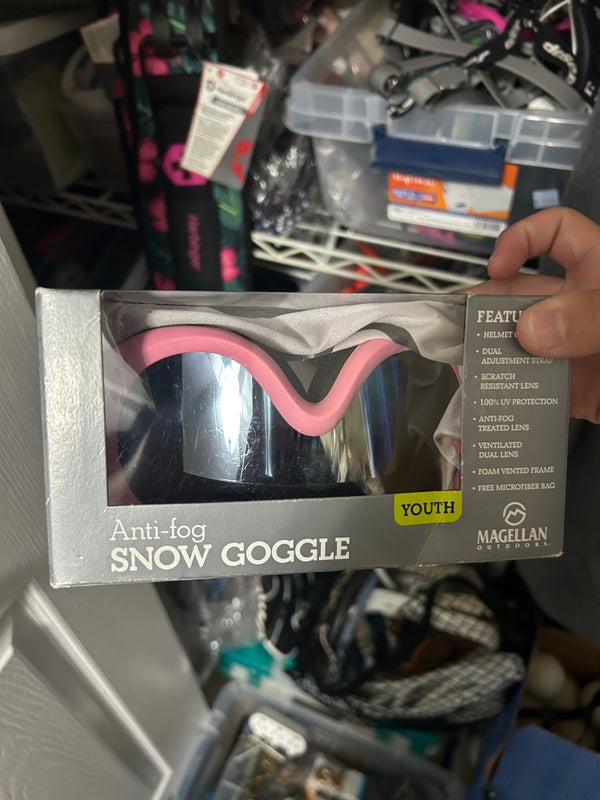 FEATU
• HELMET C
• DUAL
ADJUSTMENT STRAP
• SCRATCH
RESISTANT LENS
• 100% UV PROTECTION
• ANTI-FOG
TREATED LENS
• VENTILATED
DUAL LENS
• FOAM VENTED FRAME
• FREE MICROFIBER BAG
YOUTH
Anti-fog
SNOW GOGGLE
MAGELLAN
OUTDOORS